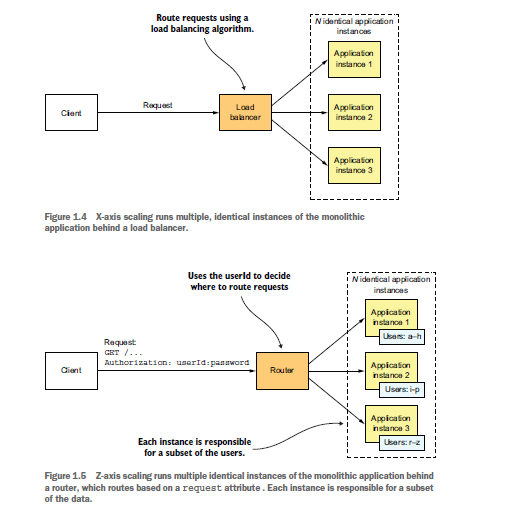 Route requests using a
load balancing algorithm.
N identical application
instances
Application
instance 1
Client
Request
Load
balancer
Application
instance 2
Application
instance 3
Figure 1.4 X-axis scaling runs multiple, identical instances of the monolithic
application behind a load balancer.
Uses the userId to decide
where to route requests
N identical application
instances
Application
instance 1
Users: a–h
Request:
GET /...
Authorization: userId:password
Client
Router
Application
instance 2
Users: i–p
Application
instance 3
Users: r–z
Each instance is responsible
for a subset of the users.
Figure 1.5 Z-axis scaling runs multiple identical instances of the monolithic application behind
a router, which routes based on a request attribute . Each instance is responsible for a subset
of the data.